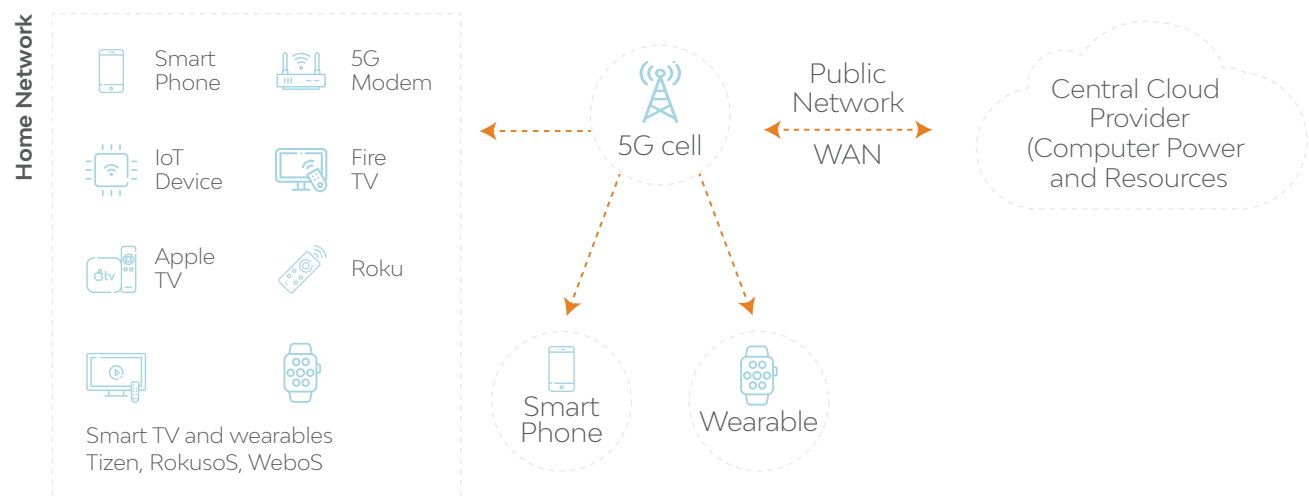 Home Network
Smart
Phone
5G
Modem
IoT
Device
Fire
TV
tv
Apple
TV
Roku
Smart TV and wearables
Tizen, RokusoS, WeboS
5G cell
Public
Network
WAN
Central Cloud
Provider
(Computer Power
and Resources
Smart
Phone
Wearable